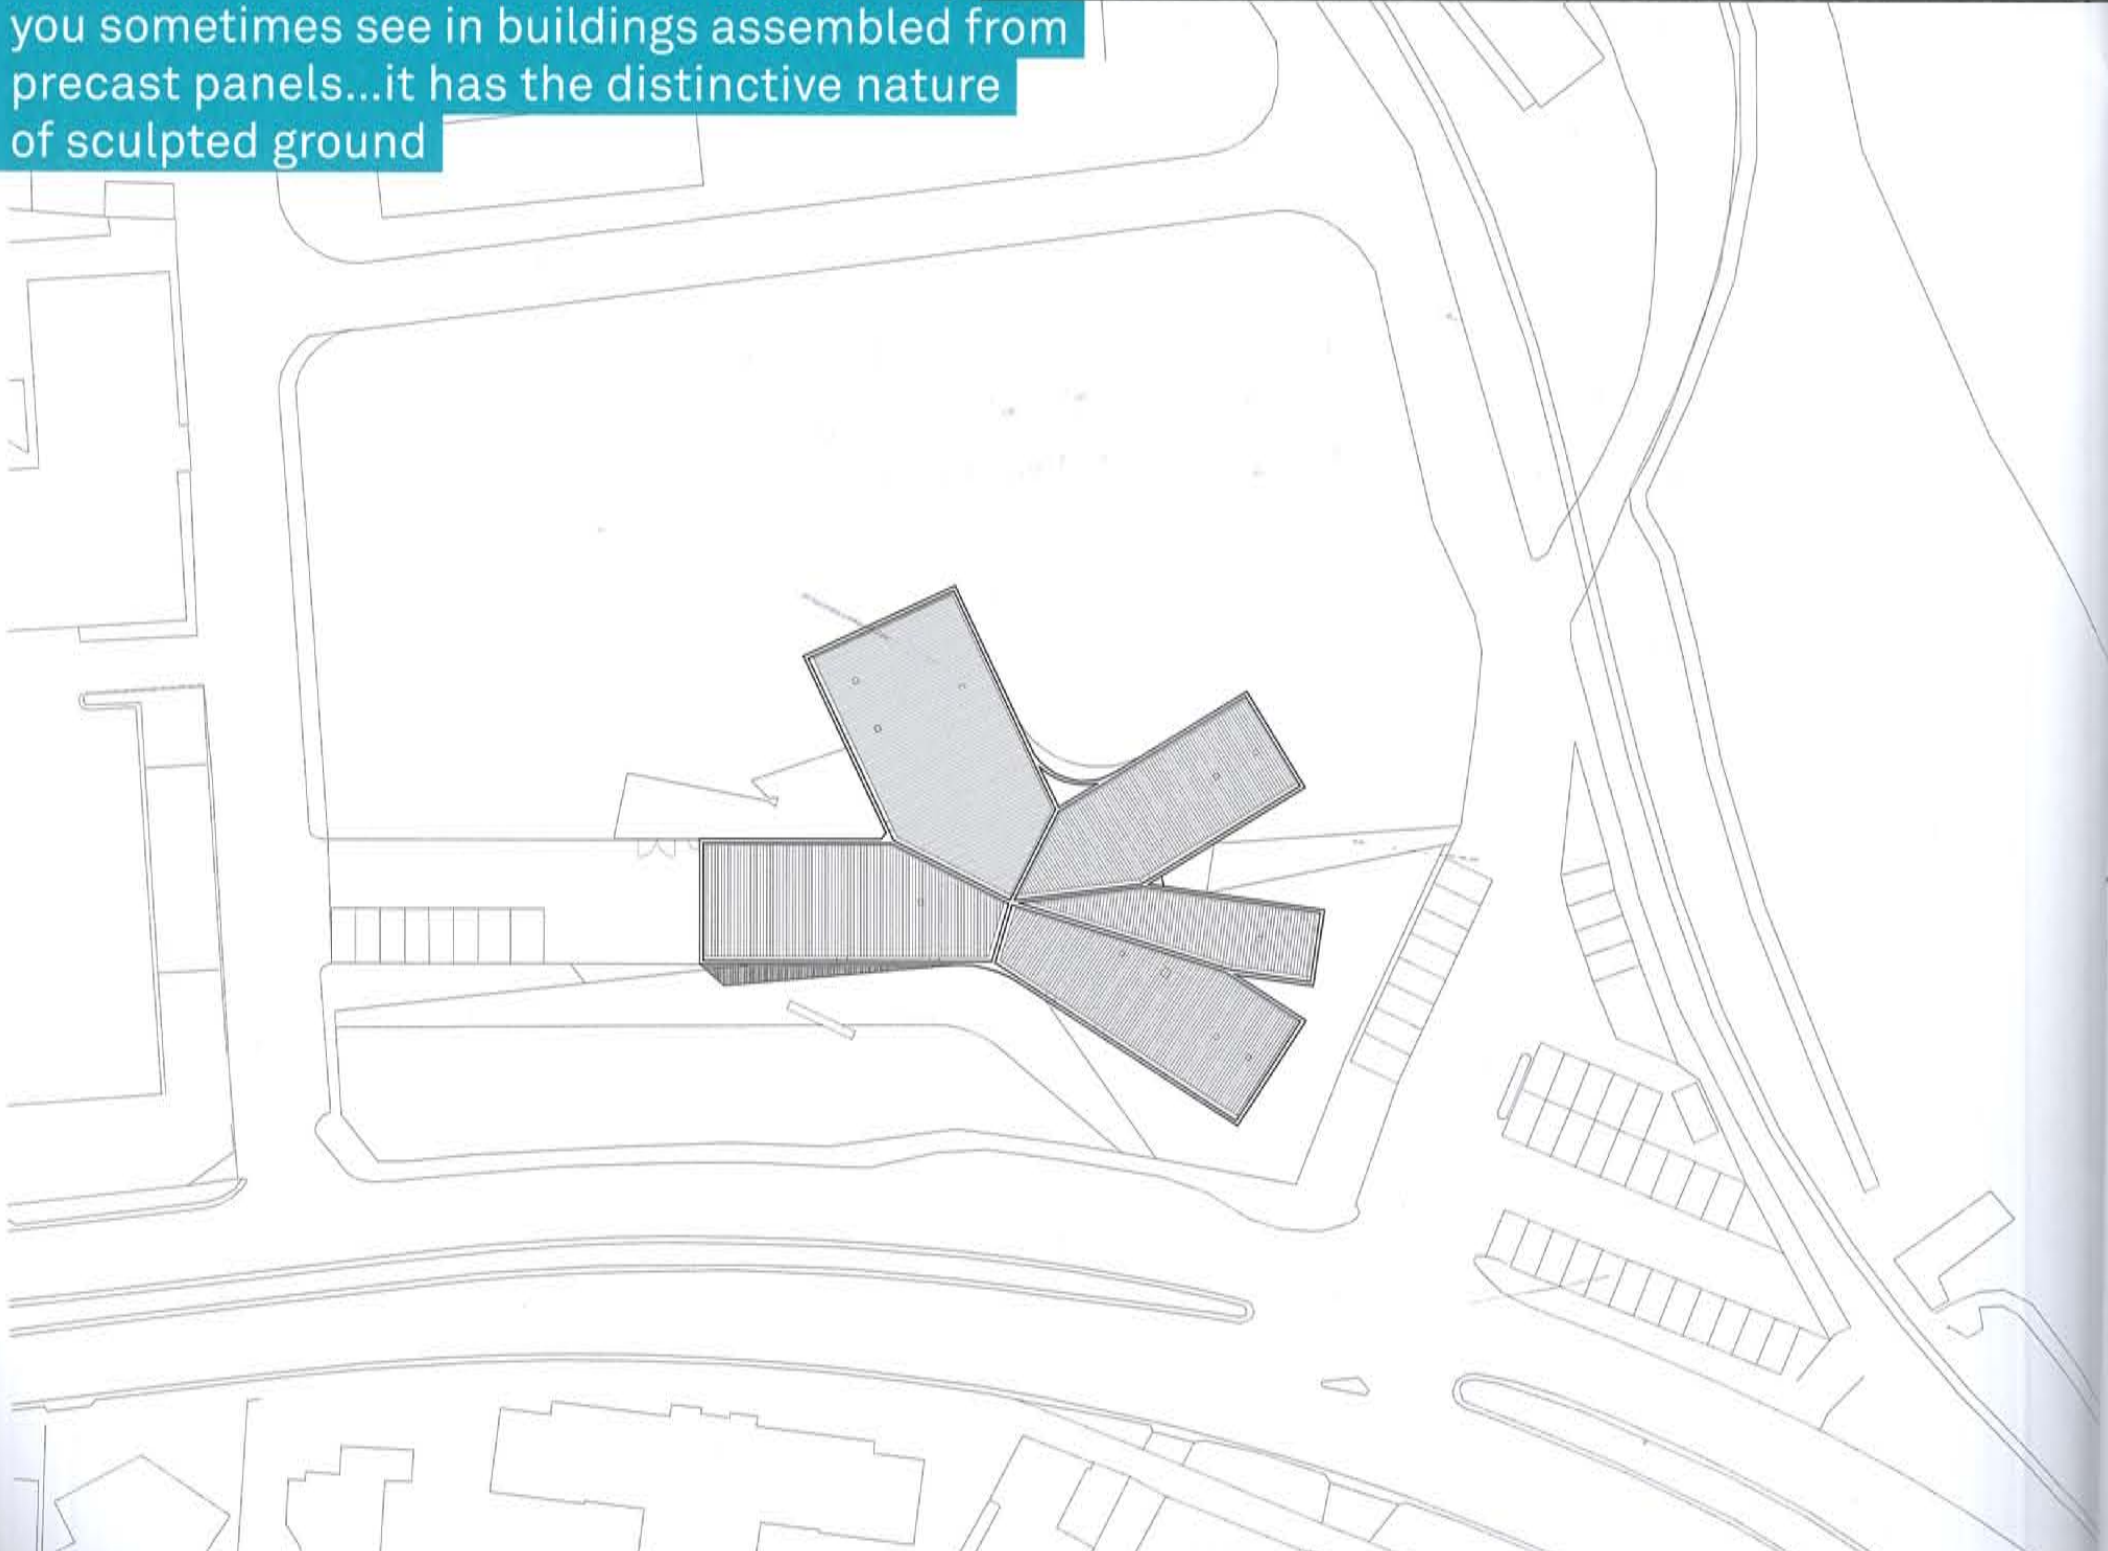 you sometimes see in buildings assembled from
precast panels...it has the distinctive nature
of sculpted ground